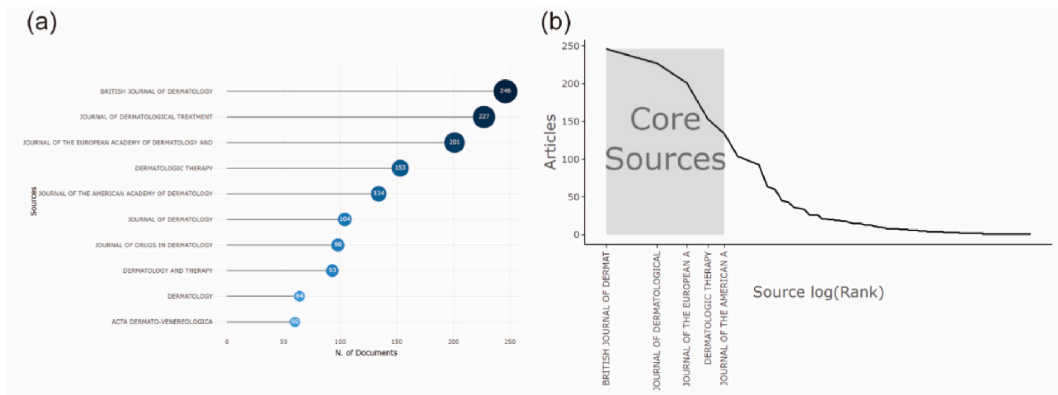 (a)
BRITISH JOURNAL OF DERMATOLOGY
246
JOURNAL OF DERMATOLOGICAL TREATMENT
227
JOURNAL OF THE EUROPEAN ACADEMY OF DERMATOLOGY AND
201
DERMATOLOGIC THERAPY
153
Sources
JOURNAL OF THE AMERICAN ACADEMY OF DERMATOLOGY
134
JOURNAL OF DERMATOLOGY
104
JOURNAL OF DRUGS IN DERMATOLOGY
98
DERMATOLOGY AND THERAPY
93
DERMATOLOGY
64
ACTA DERMATO-VENEREOLOGICA
60
0
50
100
150
200
250
N. of Documents
(b)
Articles
250
200
150
100
50
0
Core
Sources
BRITISH JOURNAL OF DERMAT
JOURNAL OF DERMATOLOGICAL
JOURNAL OF THE EUROPEAN A
DERMATOLOGIC THERAPY
JOURNAL OF THE AMERICAN A
Source log(Rank)